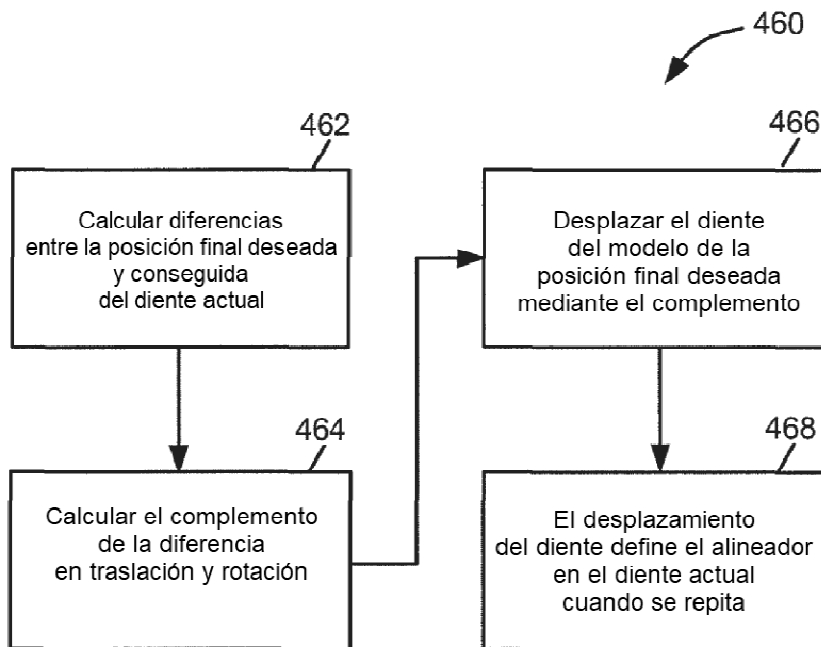 460
462
Calcular diferencias
entre la posición final deseada
y conseguida
del diente actual
464
Calcular el complemento
de la diferencia
en traslación y rotación
466
Desplazar el diente
del modelo de la
posición final deseada
mediante el complemento
468
El desplazamiento
del diente define el alineador
en el diente actual
cuando se repita